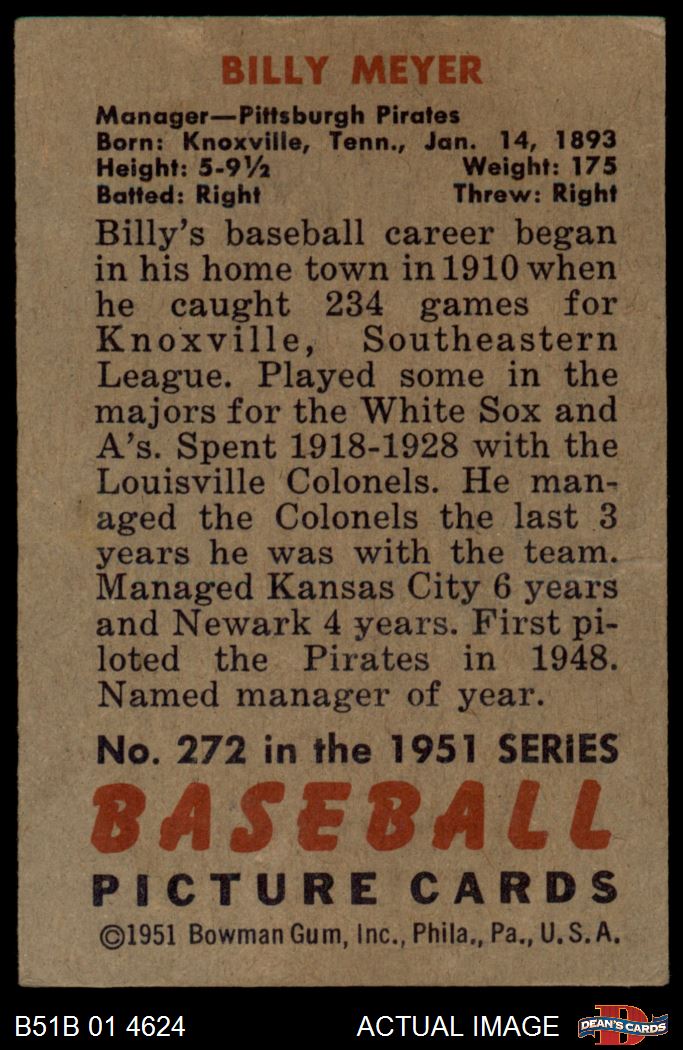 BILLY MEYER
Manager—Pittsburgh Pirates
Born: Knoxville, Tenn., Jan. 14, 1893
Height: 5-9½ Weight: 175
Batted: Right Threw: Right
Billy's baseball career began
in his home town in 1910 when
he caught 234 games for
Knoxville, Southeastern
League. Played some in the
majors for the White Sox and
A's. Spent 1918-1928 with the
Louisville Colonels. He man-
aged the Colonels the last 3
years he was with the team.
Managed Kansas City 6 years
and Newark 4 years. First pi-
loted the Pirates in 1948.
Named manager of year.
No. 272 in the 1951 SERIES
BASEBALL
PICTURE CARDS
©1951 Bowman Gum, Inc., Phila., Pa., U.S.A.
B51B 01 4624 ACTUAL IMAGE D DEAN'S CARDS